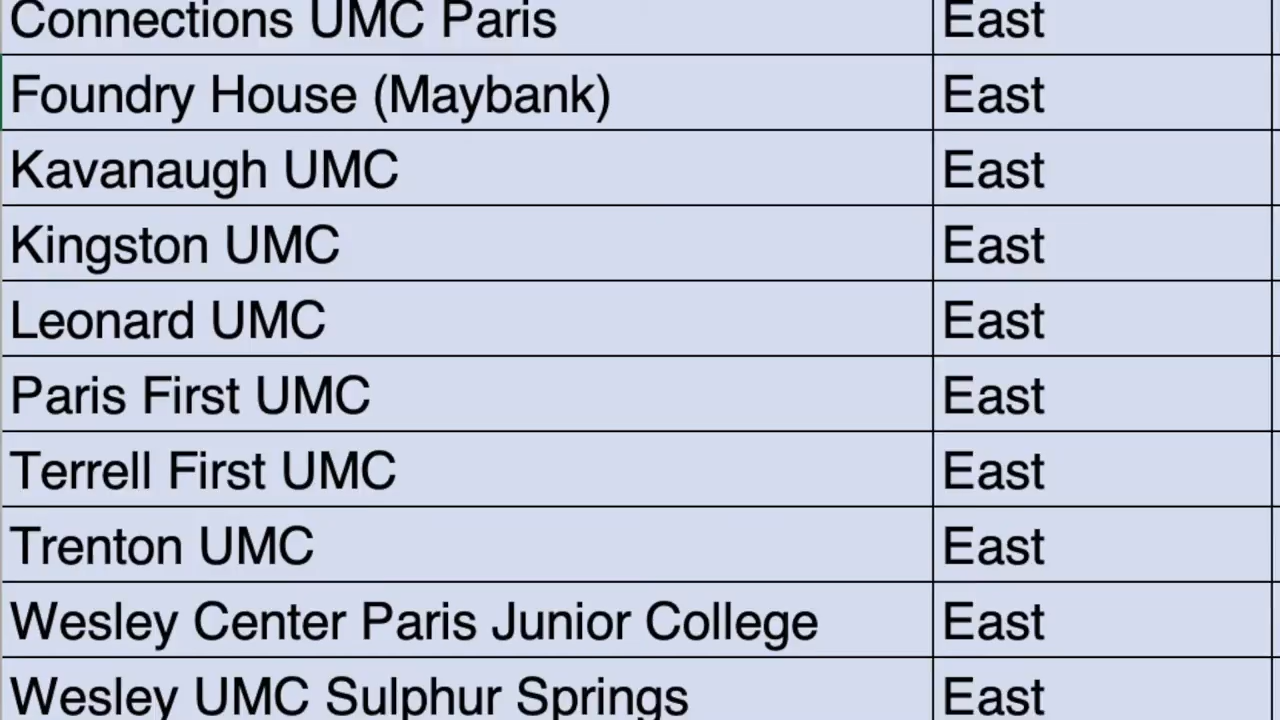 Connections UMC Paris East
Foundry House (Maybank) East
Kavanaugh UMC East
Kingston UMC East
Leonard UMC East
Paris First UMC East
Terrell First UMC East
Trenton UMC East
Wesley Center Paris Junior College East
Wesley UMC Sulphur Springs East